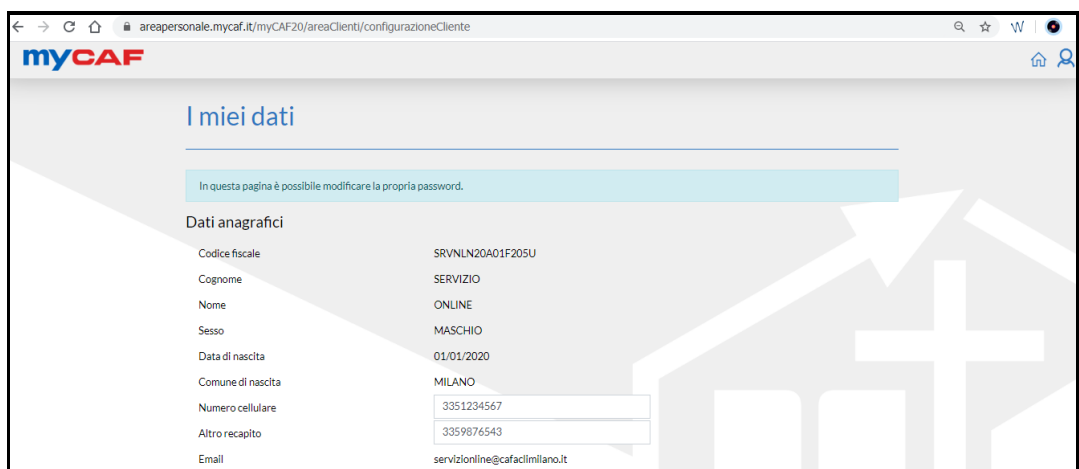 areapersonale.mycaf.it/myCAF20/areaClienti/configurazioneCliente
myCAF
I miei dati
In questa pagina è possibile modificare la propria password.
Dati anagrafici
Codice fiscale SRVNLN20A01F205U
Cognome SERVIZIO
Nome ONLINE
Sesso MASCHIO
Data di nascita 01/01/2020
Comune di nascita MILANO
Numero cellulare 3351234567
Altro recapito 3359876543
Email servizionline@cafaclimilano.it